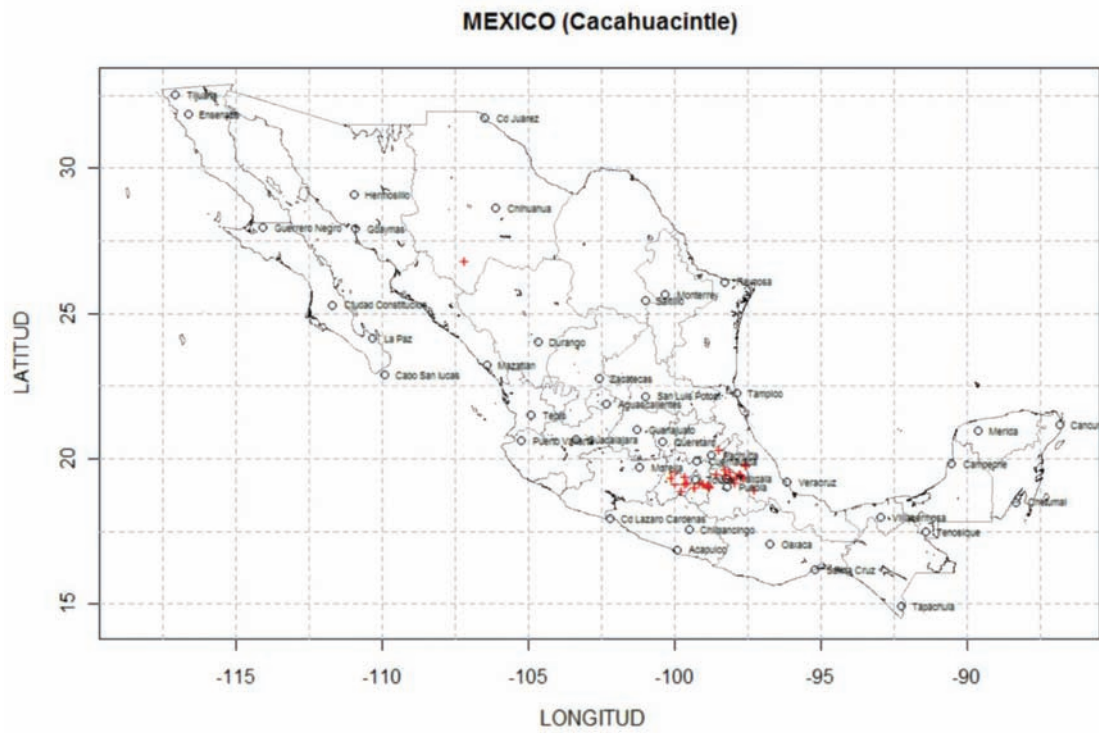 MEXICO (Cacahuacintle)
Tijuana
Ensenada
Cd Juarez
30
Hermosillo
Chihuahua
Guerrero Negro
Guaymas
Reynosa
Monterrey
Saltillo
25
Ciudad Constitucion
La Paz
Durango
Mazatlan
Cabo San lucas
Zacatecas
San Luis Potosi
Tampico
Aguascalientes
Tepic
Cancun
Guanajuato
Merida
Puerto Vallarta
Guadalajara
Queretaro
Pachuca
20
Morelia
Campeche
Veracruz
Tlaxcala
Puebla
Chetumal
Cd Lazaro Cardenas
Villahermosa
Chilpancingo
Tenosique
Oaxaca
Acapulco
Salina Cruz
15
Tapachula
LATITUD
-115
-110
-105
-100
-95
-90
LONGITUD